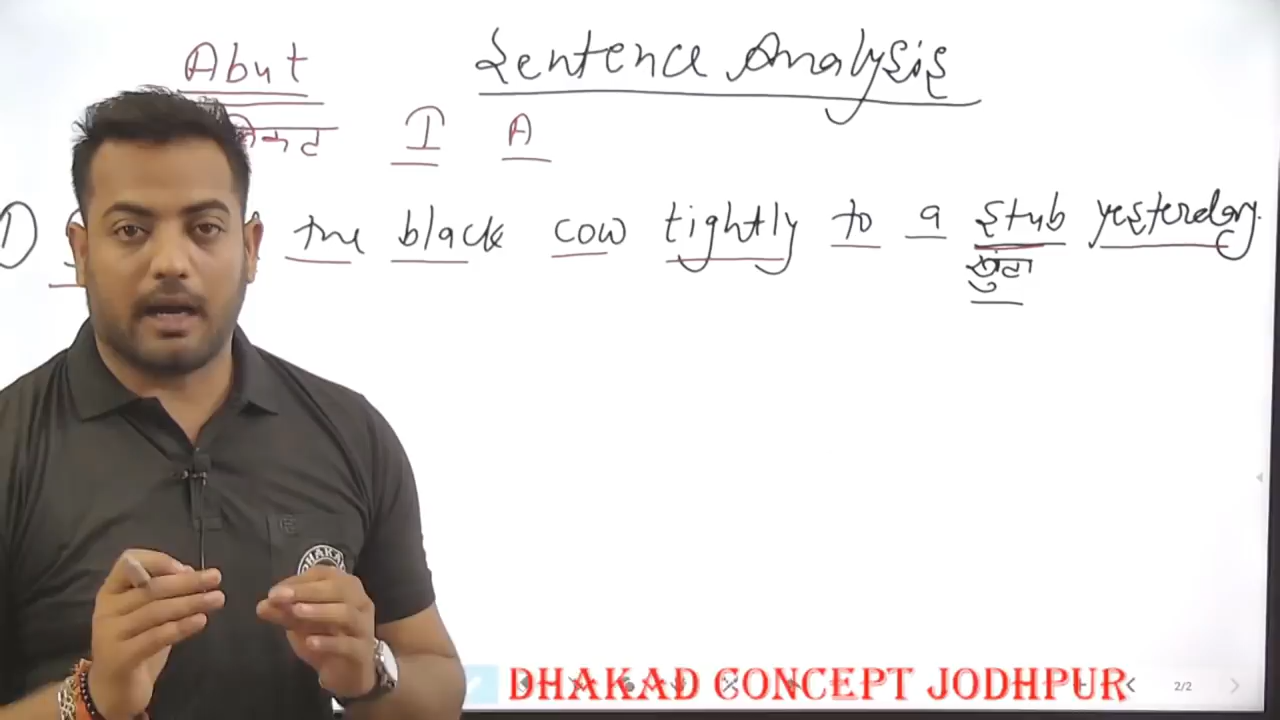 Abut Sentence Analysis
I A
1) the black cow tightly to a stub yesterday.
खुटा
DHAKAD CONCEPT JODHPUR
2/2